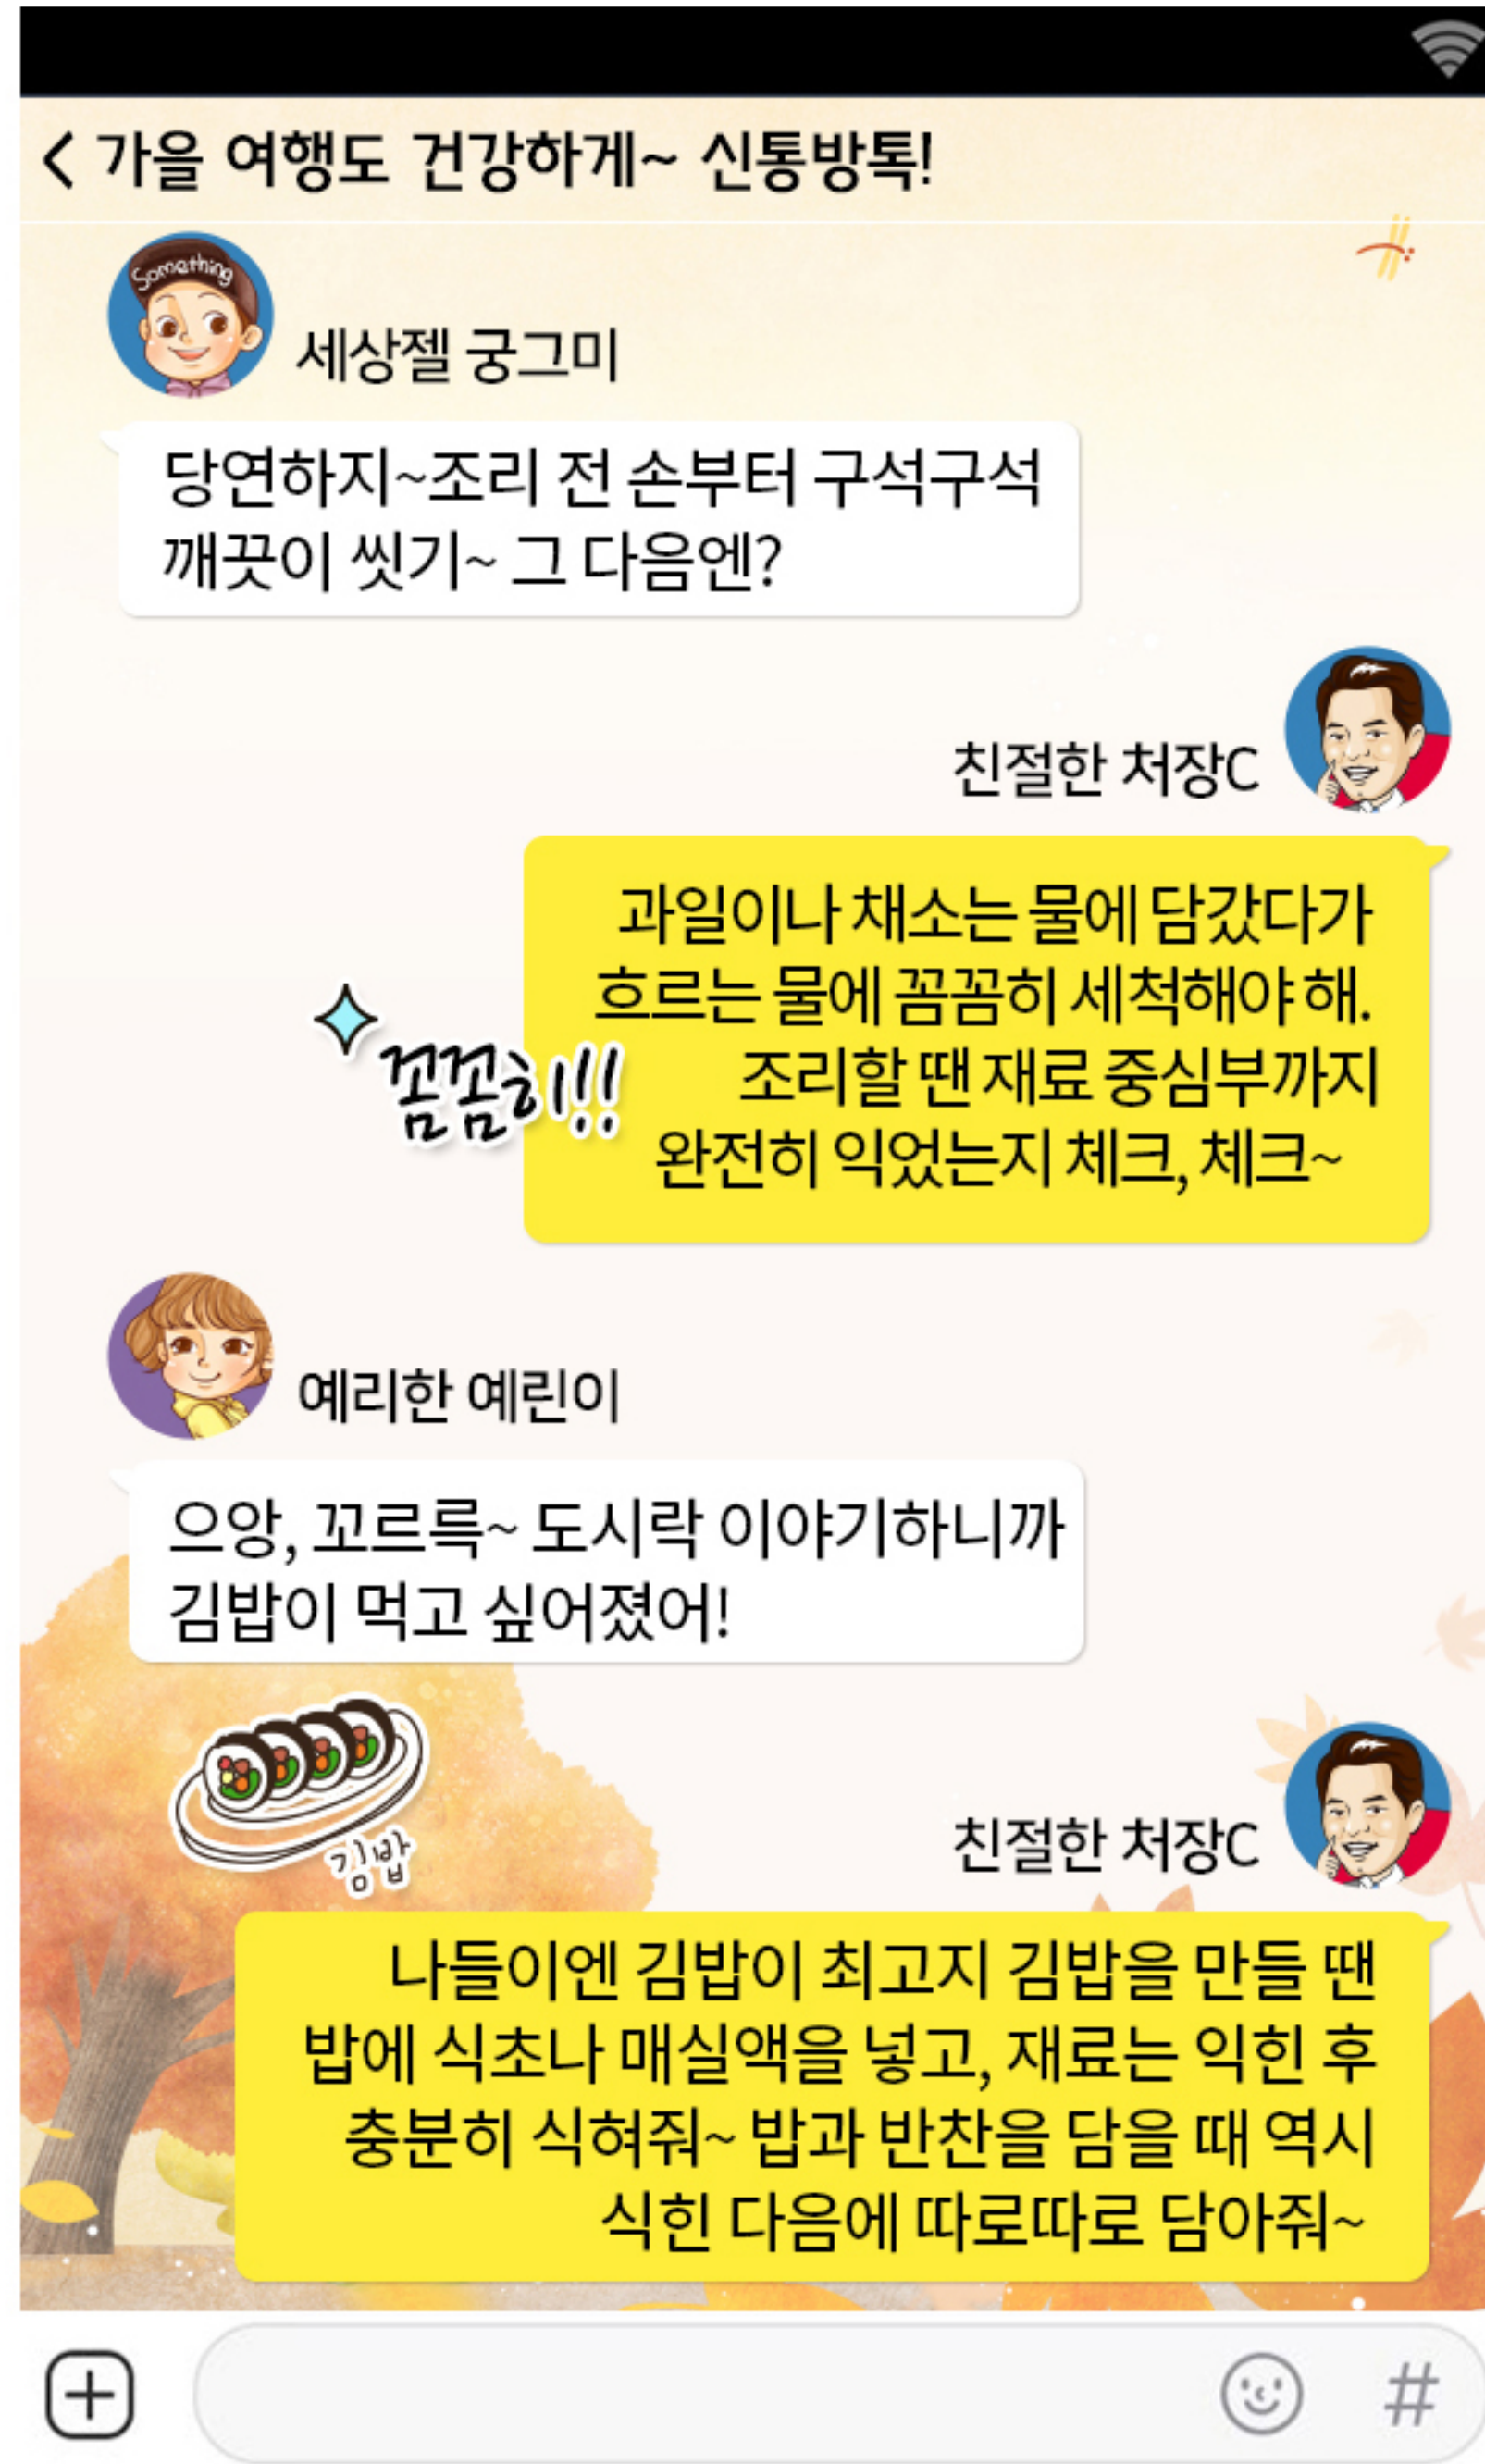 < 가을 여행도 건강하게~ 신통방톡!
Something
세상젤 궁그미
당연하지~조리 전 손부터 구석구석
깨끗이 씻기~ 그 다음엔?
친절한 처장C
과일이나 채소는 물에 담갔다가
흐르는 물에 꼼꼼히 세척해야 해.
조리할 땐 재료 중심부까지
완전히 익었는지 체크, 체크~
꼼꼼히!!
예리한 예린이
으앙, 꼬르륵~ 도시락 이야기하니까
김밥이 먹고 싶어졌어!
김밥
친절한 처장C
나들이엔 김밥이 최고지 김밥을 만들 땐
밥에 식초나 매실액을 넣고, 재료는 익힌 후
충분히 식혀줘~ 밥과 반찬을 담을 때 역시
식힌 다음에 따로따로 담아줘~
#